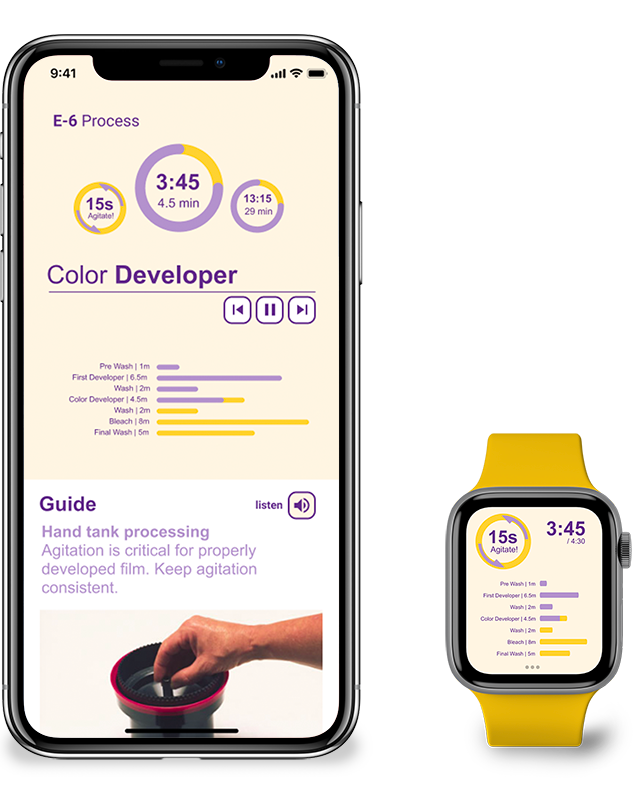 9:41
E-6 Process
15s
Agitate!
3:45
4.5 min
13:15
29 min
Color Developer
Pre Wash | 1m
First Developer | 6.5m
Wash | 2m
Color Developer | 4.5m
Wash | 2m
Bleach | 8m
Final Wash | 5m
Guide
listen
Hand tank processing
Agitation is critical for properly
developed film. Keep agitation
consistent.
15s
Agitate!
3:45
/ 4:30
Pre Wash | 1m
First Developer | 6.5m
Wash | 2m
Color Developer | 4.5m
Wash | 2m
Bleach | 8m
Final Wash | 5m